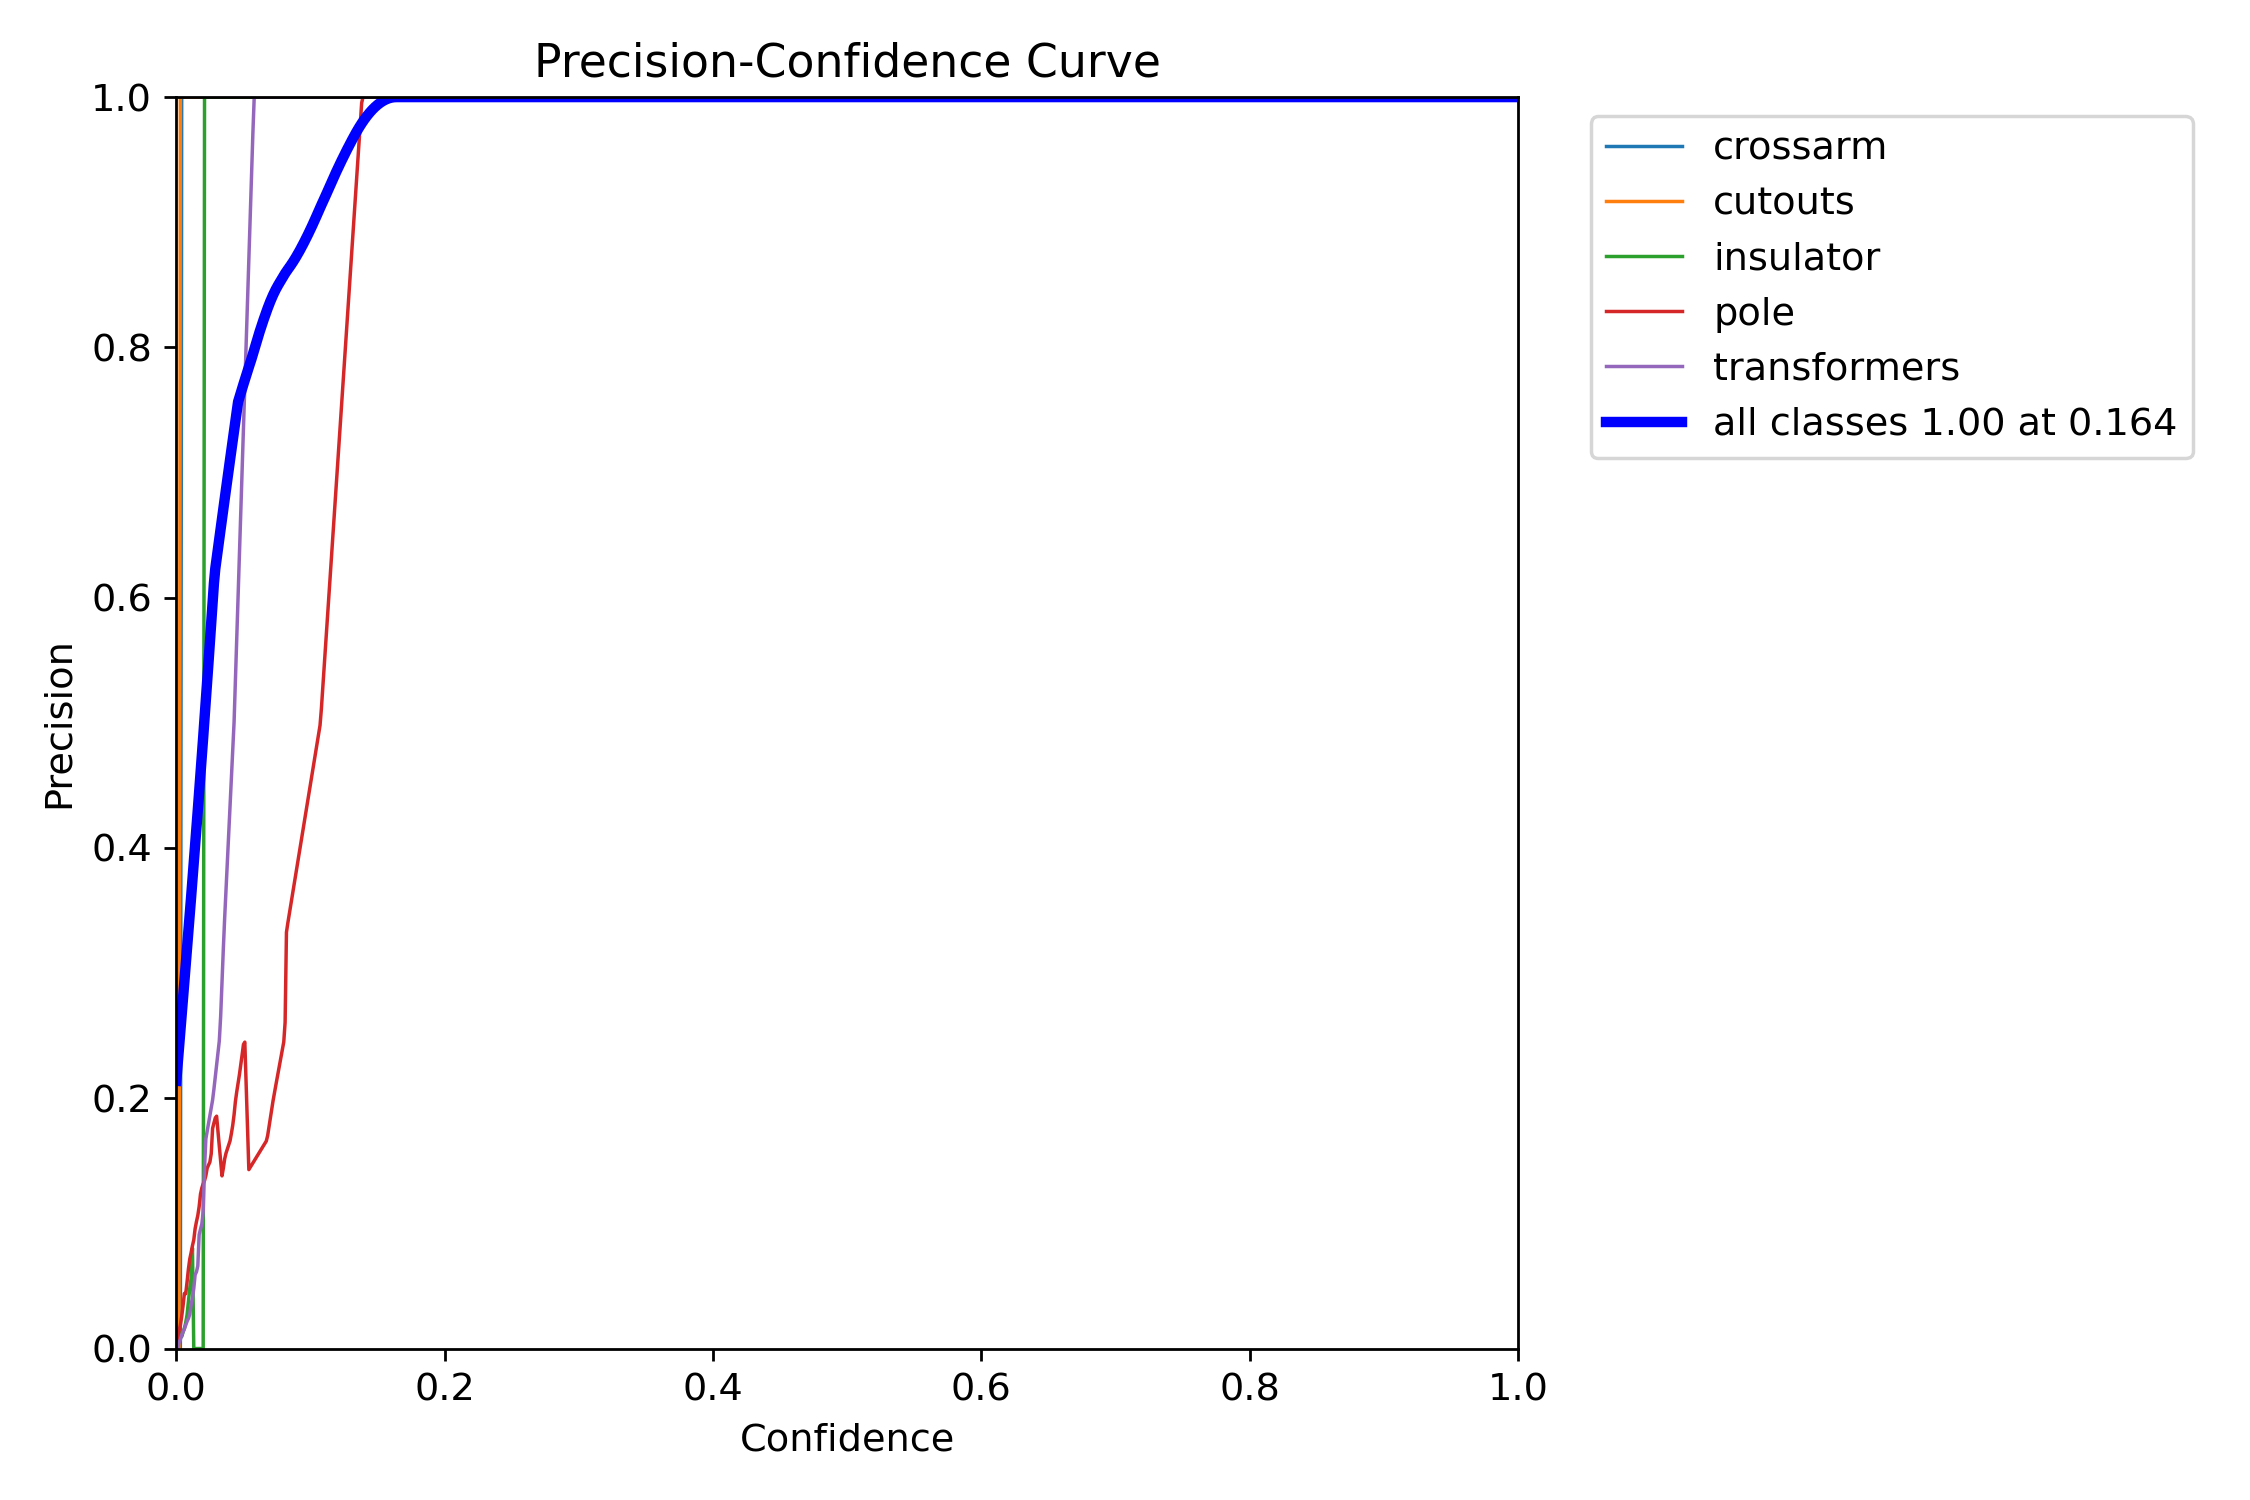 Precision-Confidence Curve
1.0
0.8
0.6
0.4
0.2
0.0
Precision
0.0 0.2 0.4 0.6 0.8 1.0
Confidence
crossarm
cutouts
insulator
pole
transformers
all classes 1.00 at 0.164